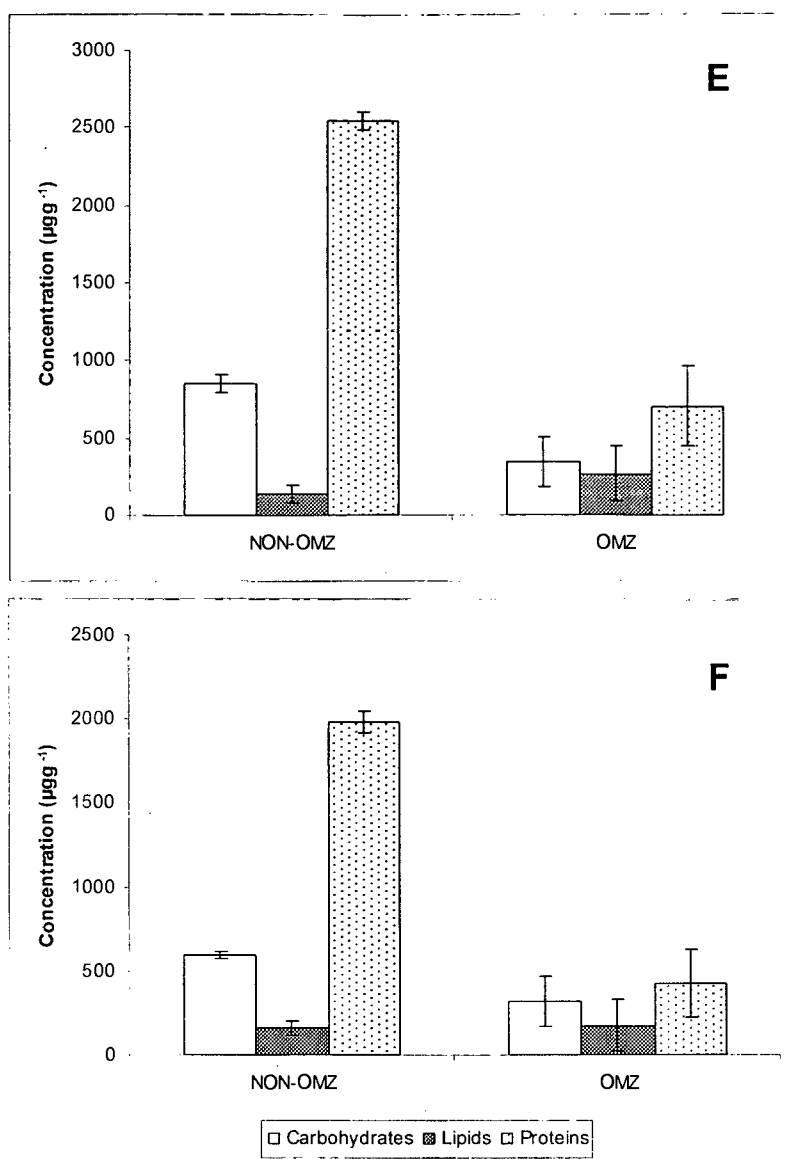 E
3000
2500
2000
1500
1000
500
0
Concentration (µgg⁻¹)
NON-OMZ OMZ
F
2500
2000
1500
1000
500
0
Concentration (µgg⁻¹)
NON-OMZ OMZ
Carbohydrates Lipids Proteins